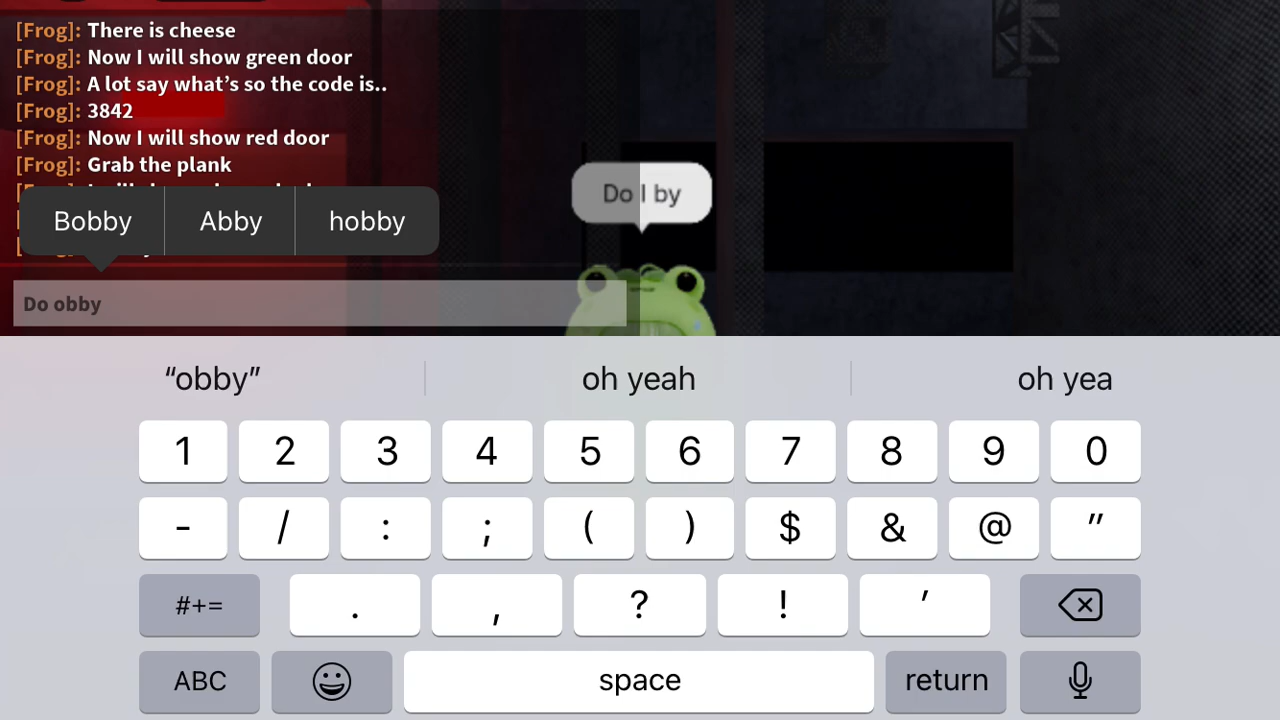 [Frog]: There is cheese
[Frog]: Now I will show green door
[Frog]: A lot say what's so the code is..
[Frog]: 3842
[Frog]: Now I will show red door
[Frog]: Grab the plank
Do I by
Bobby Abby hobby
Do obby
“obby” oh yeah oh yea
1 2 3 4 5 6 7 8 9 0
- / : ; ( ) $ & @ "
#+= . , ? ! '
ABC space return